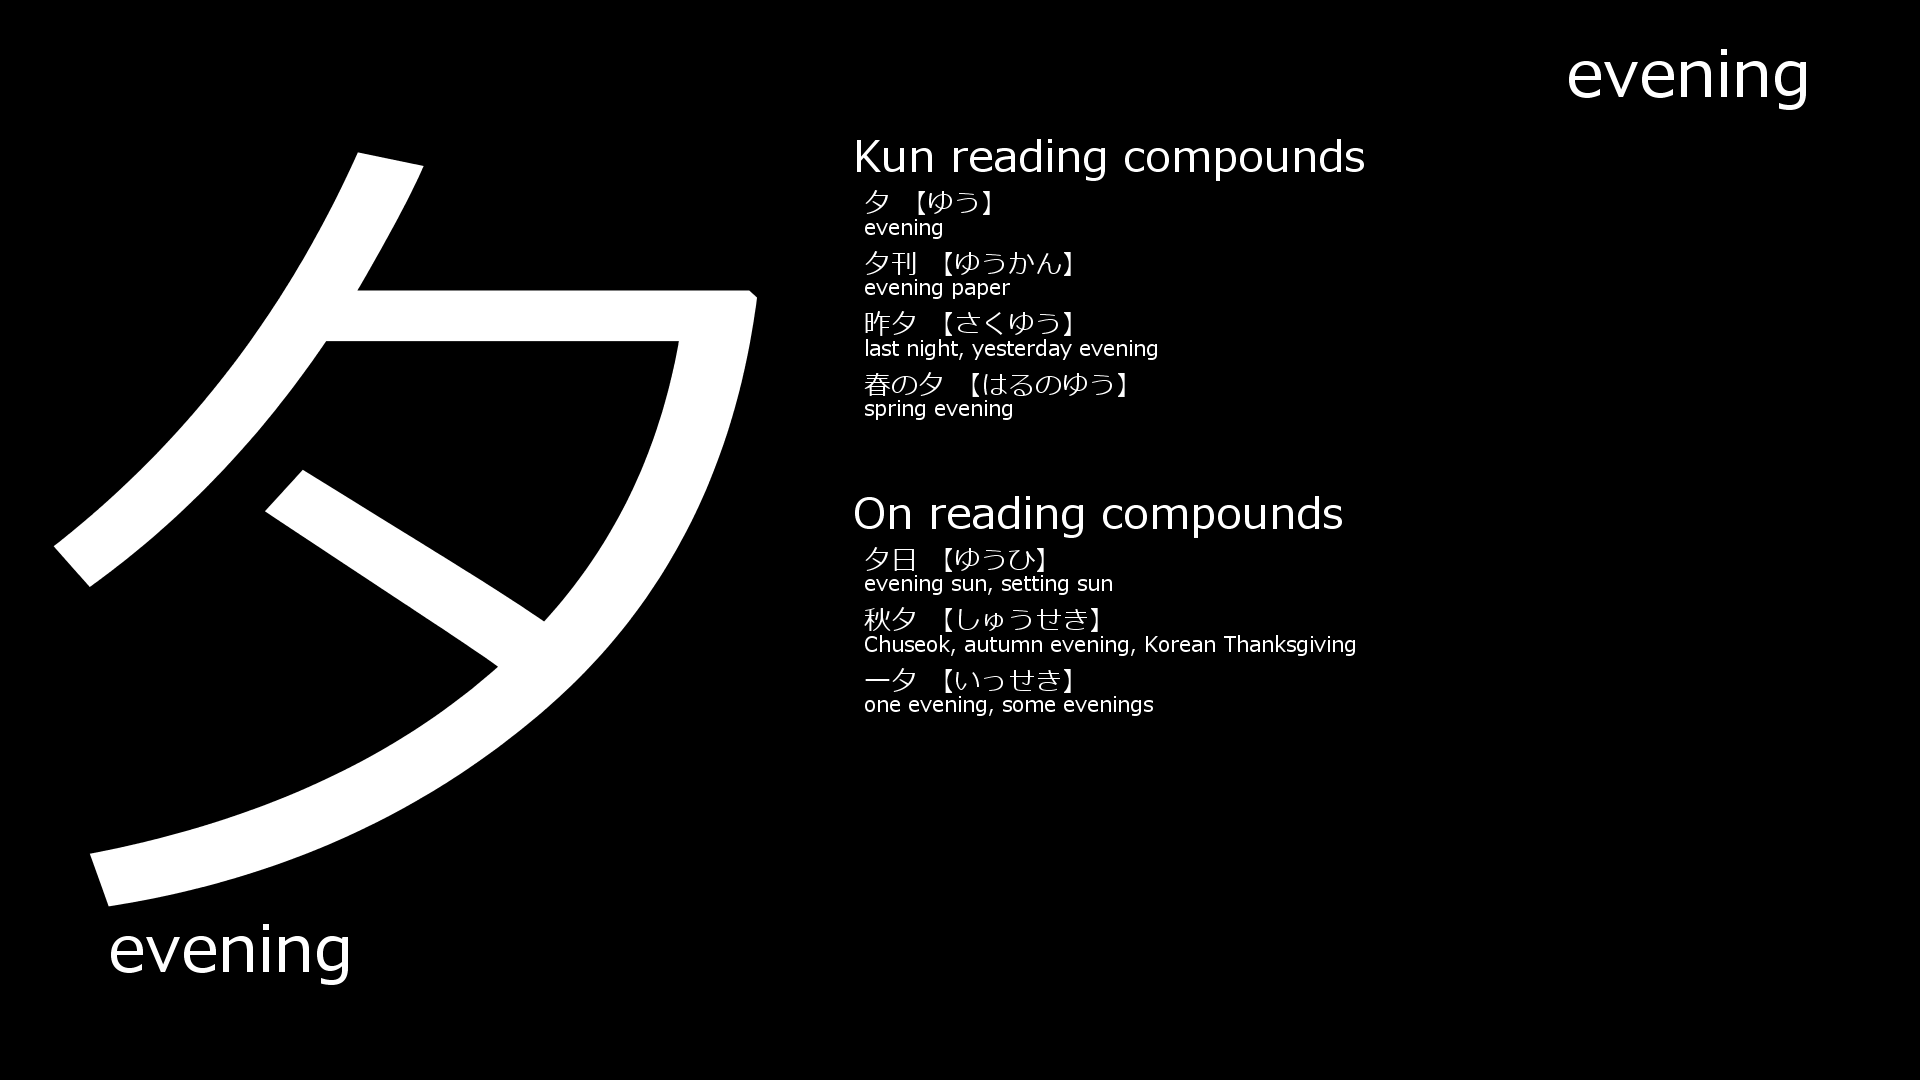 evening
夕
evening
Kun reading compounds
夕 【ゆう】
evening
夕刊 【ゆうかん】
evening paper
昨夕 【さくゆう】
last night, yesterday evening
春の夕 【はるのゆう】
spring evening
On reading compounds
夕日 【ゆうひ】
evening sun, setting sun
秋夕 【しゅうせき】
Chuseok, autumn evening, Korean Thanksgiving
一夕 【いっせき】
one evening, some evenings